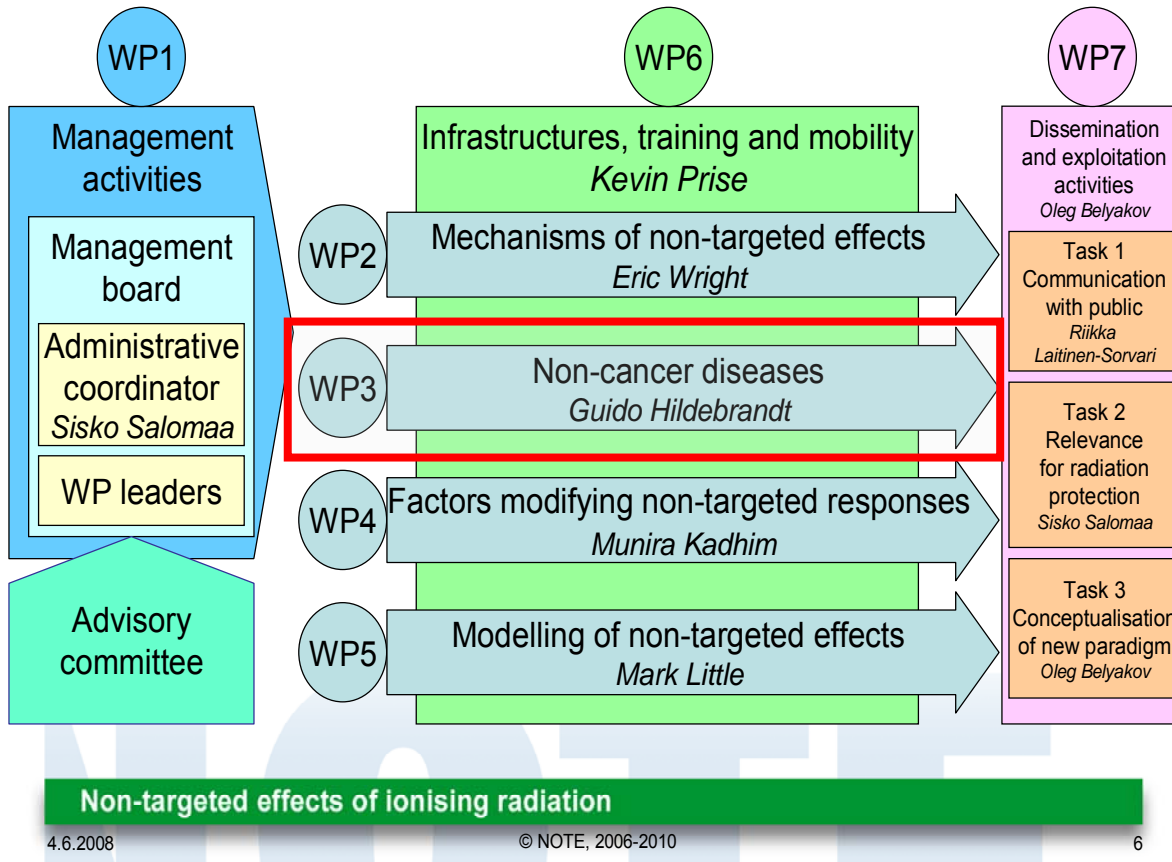 WP1
Management
activities
Management
board
Administrative
coordinator
Sisko Salomaa
WP leaders
Advisory
committee
WP6
Infrastructures, training and mobility
Kevin Prise
WP2
Mechanisms of non-targeted effects
Eric Wright
WP3
Non-cancer diseases
Guido Hildebrandt
WP4
Factors modifying non-targeted responses
Munira Kadhim
WP5
Modelling of non-targeted effects
Mark Little
WP7
Dissemination
and exploitation
activities
Oleg Belyakov
Task 1
Communication
with public
Riikka
Laitinen-Sorvari
Task 2
Relevance
for radiation
protection
Sisko Salomaa
Task 3
Conceptualisation
of new paradigm
Oleg Belyakov
NOTE
Non-targeted effects of ionising radiation
4.6.2008
© NOTE, 2006-2010
6